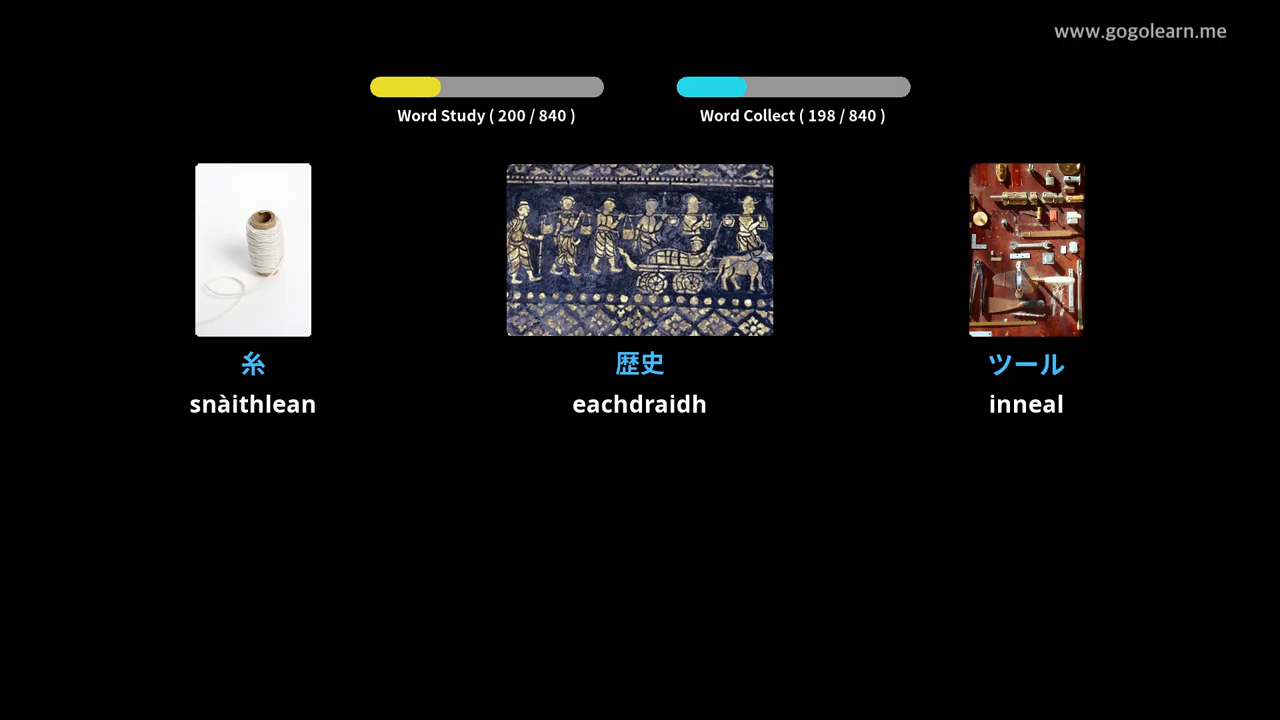 www.gogolearn.me
Word Study ( 200 / 840 )
Word Collect ( 198 / 840 )
糸
歴史
ツール
snàithlean
eachdraidh
inneal